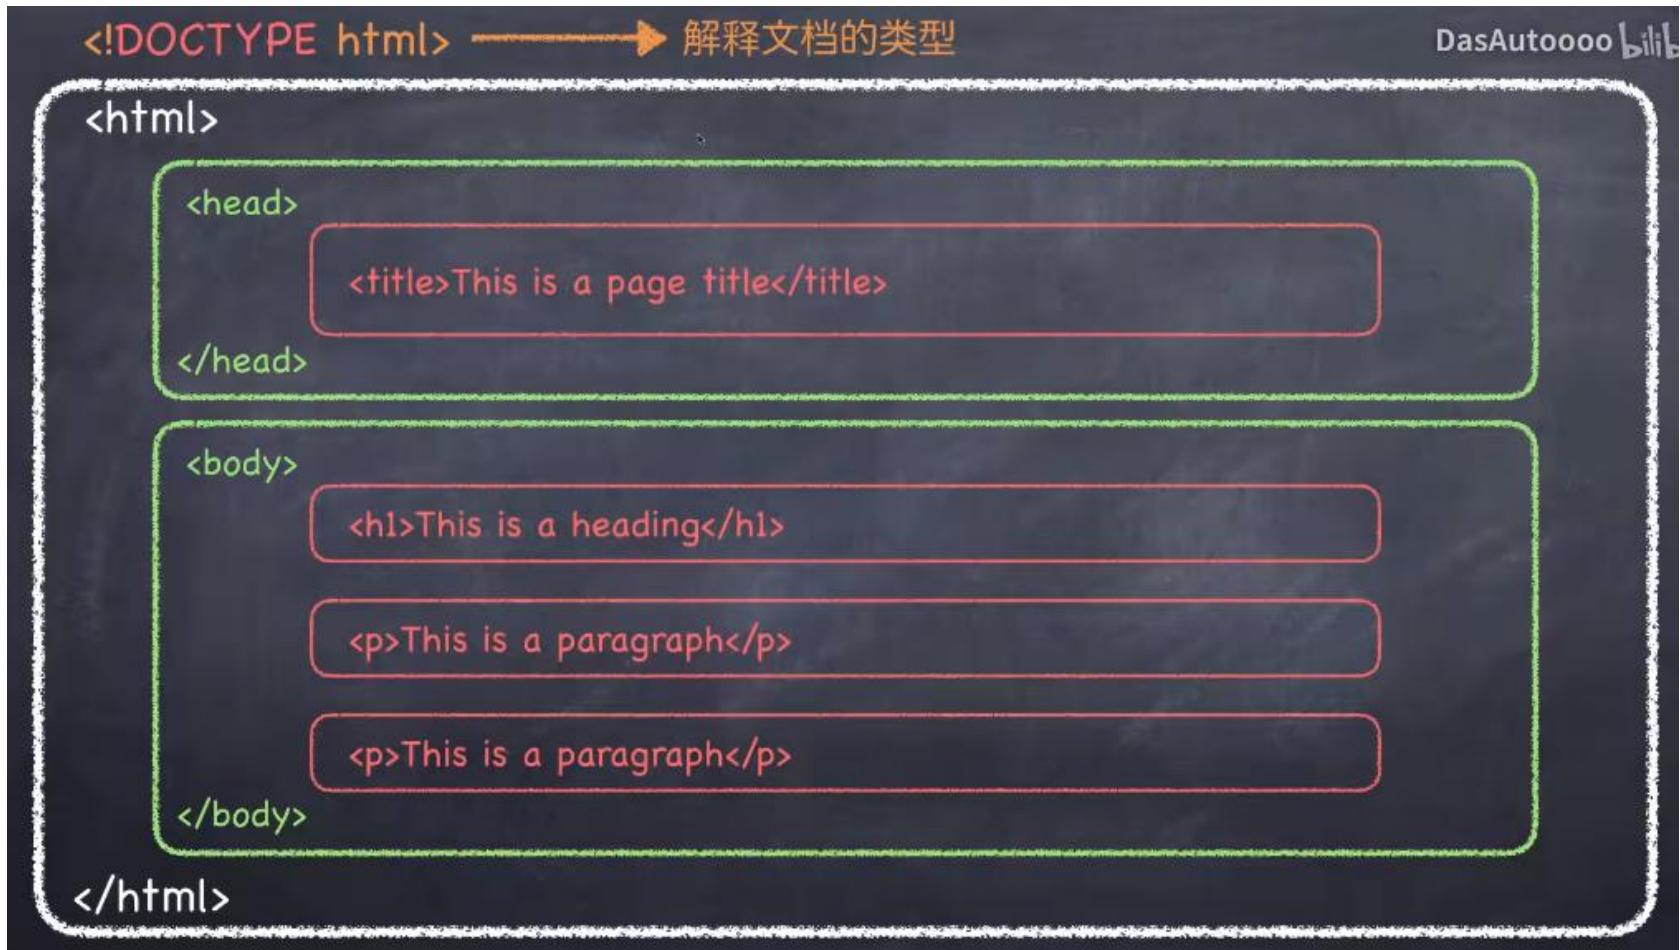 <!DOCTYPE html> 解释文档的类型
DasAutoooo
<html>
<head>
<title>This is a page title</title>
</head>
<body>
<h1>This is a heading</h1>
<p>This is a paragraph</p>
<p>This is a paragraph</p>
</body>
</html>